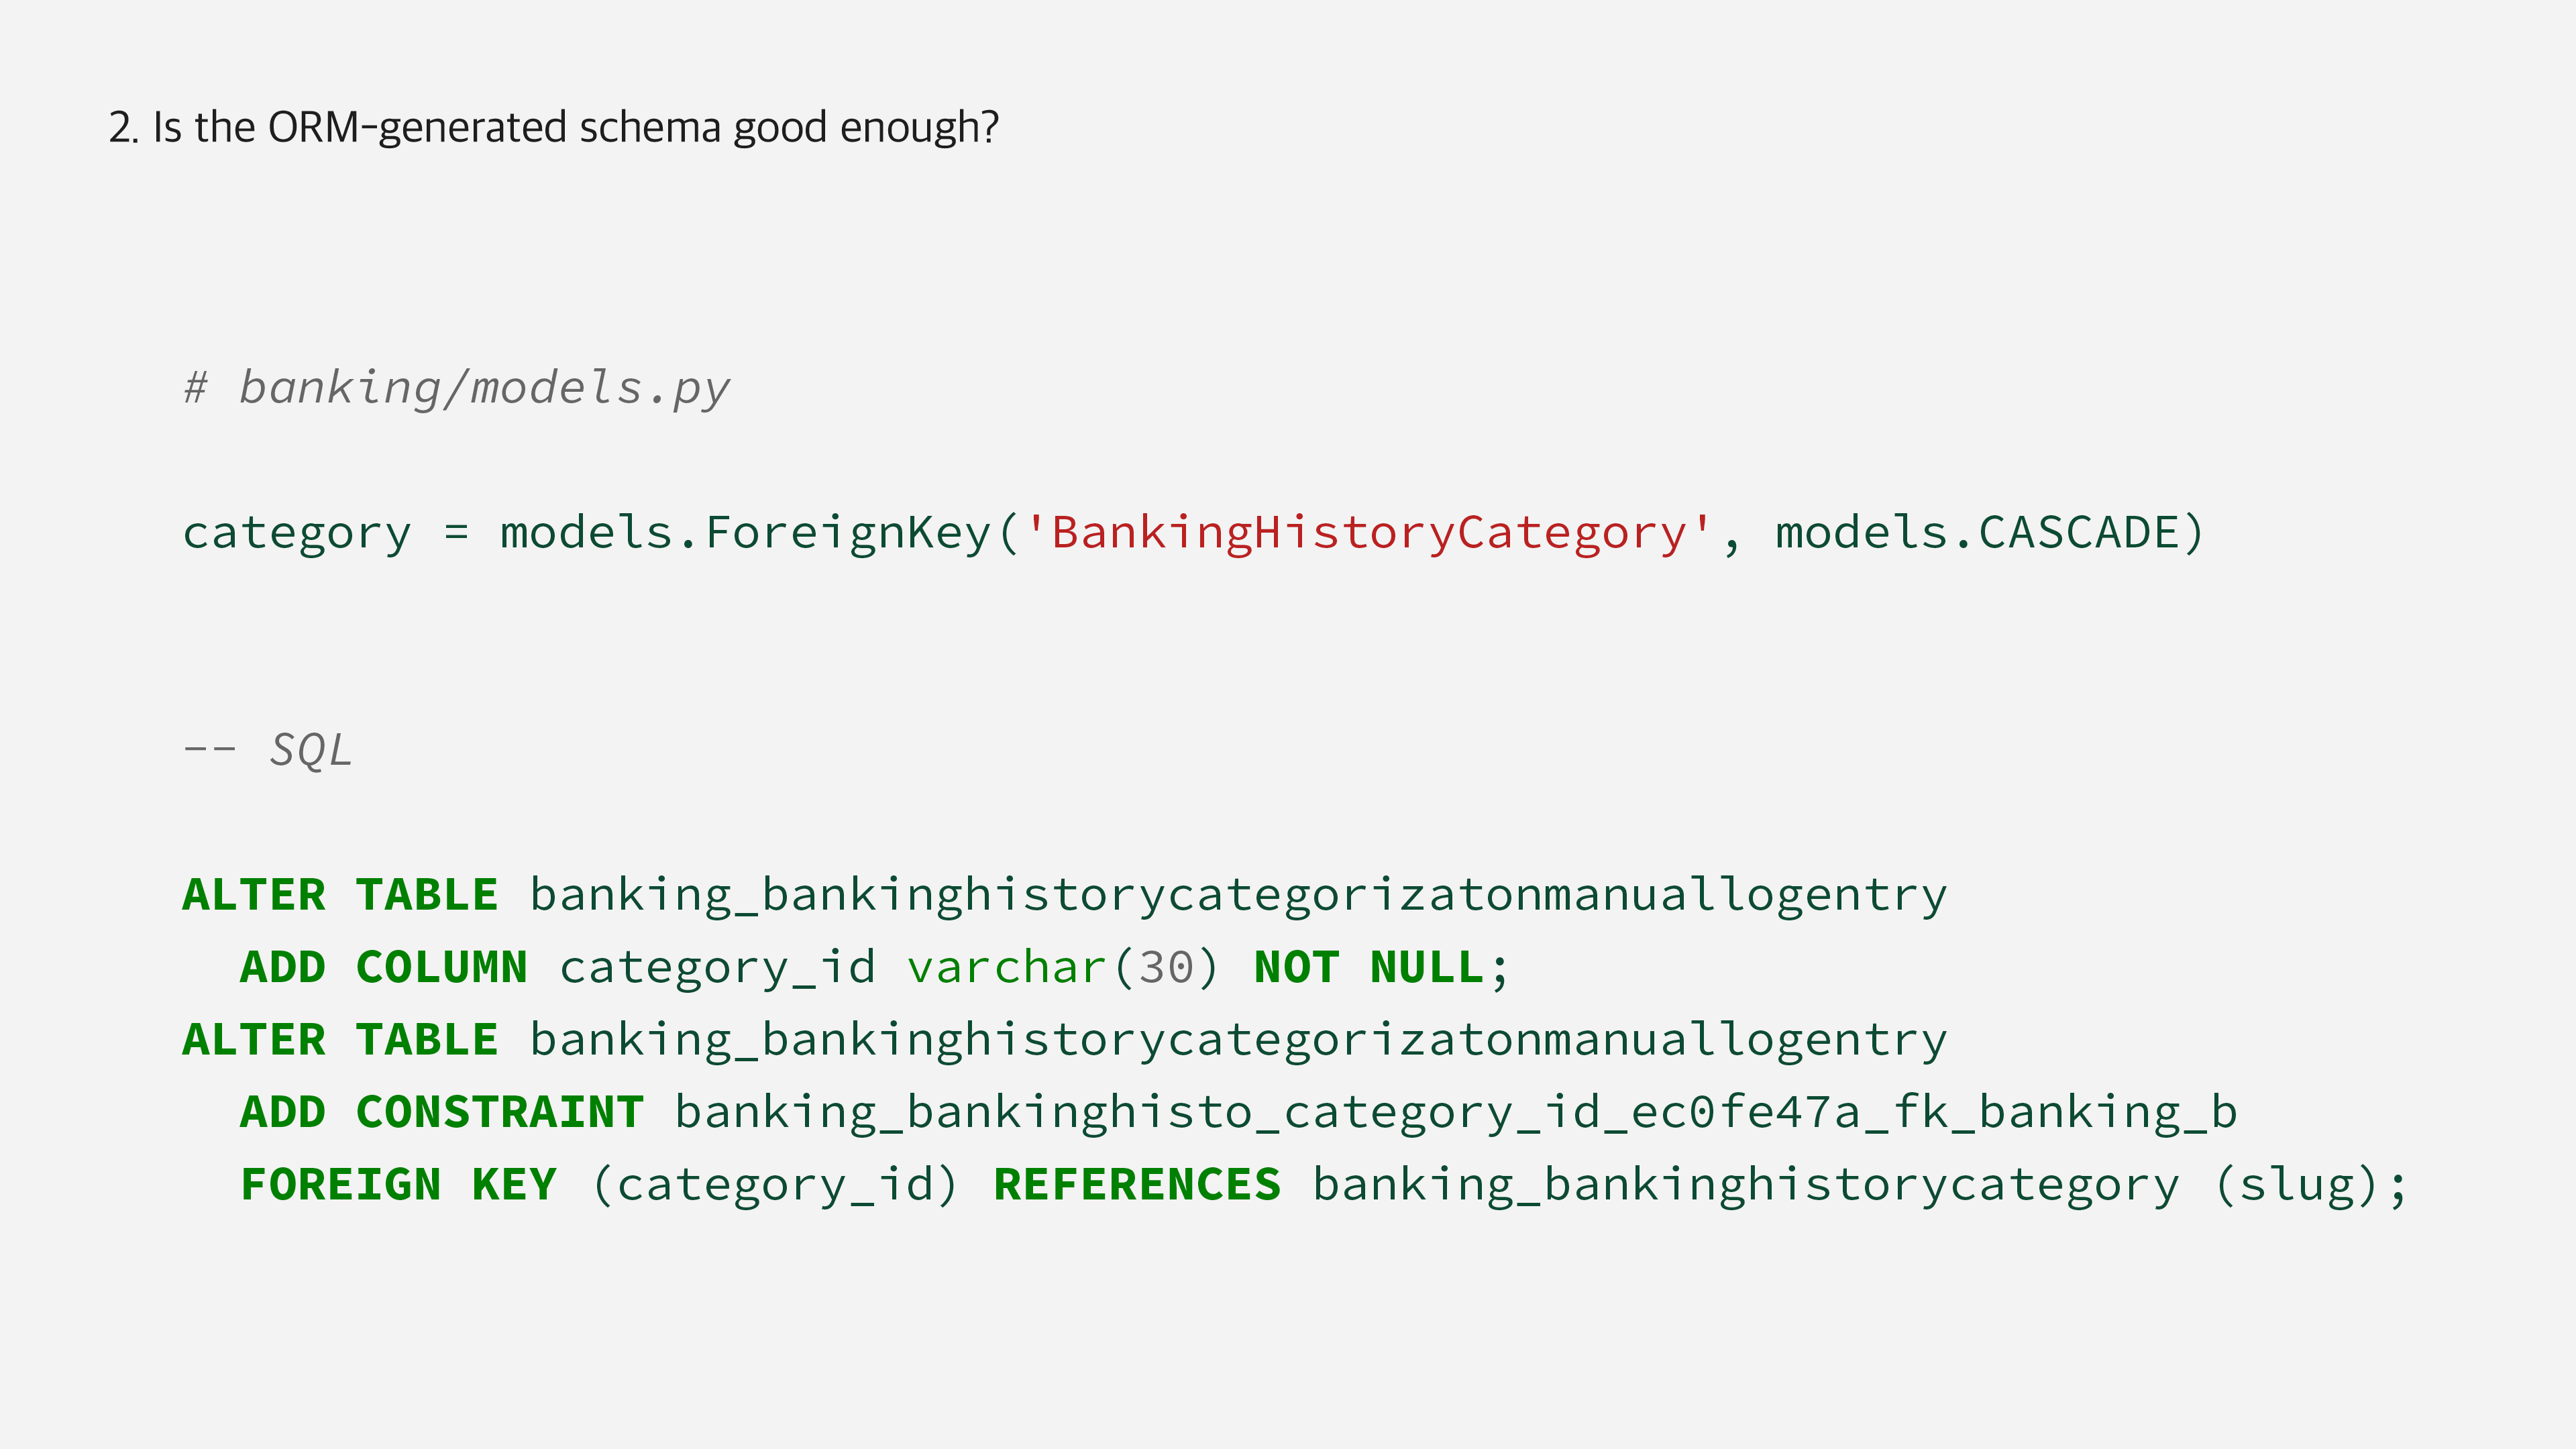 2. Is the ORM-generated schema good enough?
# banking/models.py
category = models.ForeignKey('BankingHistoryCategory', models.CASCADE)
-- SQL
ALTER TABLE banking_bankinghistorycategorizatonmanuallogentry
ADD COLUMN category_id varchar(30) NOT NULL;
ALTER TABLE banking_bankinghistorycategorizatonmanuallogentry
ADD CONSTRAINT banking_bankinghisto_category_id_ec0fe47a_fk_banking_b
FOREIGN KEY (category_id) REFERENCES banking_bankinghistorycategory (slug);